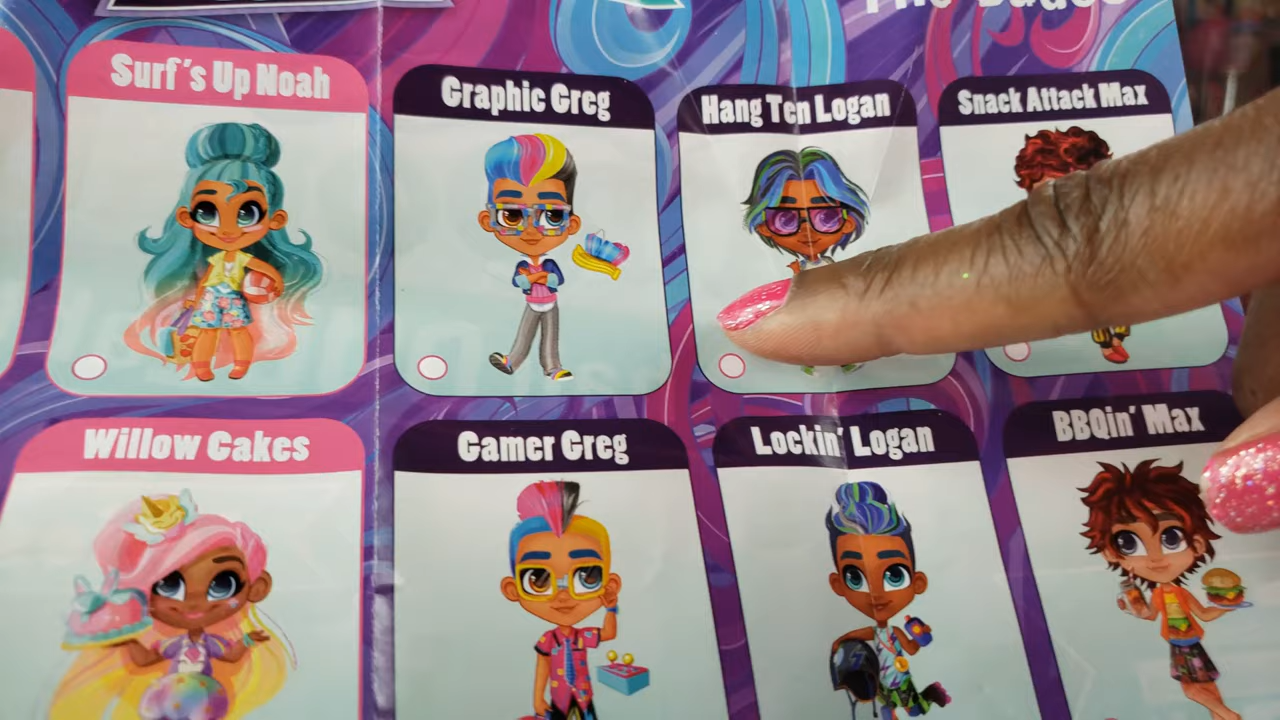 Surf's Up Noah
Graphic Greg
Hang Ten Logan
Snack Attack Max
Willow Cakes
Gamer Greg
Lockin' Logan
BBQin' Max